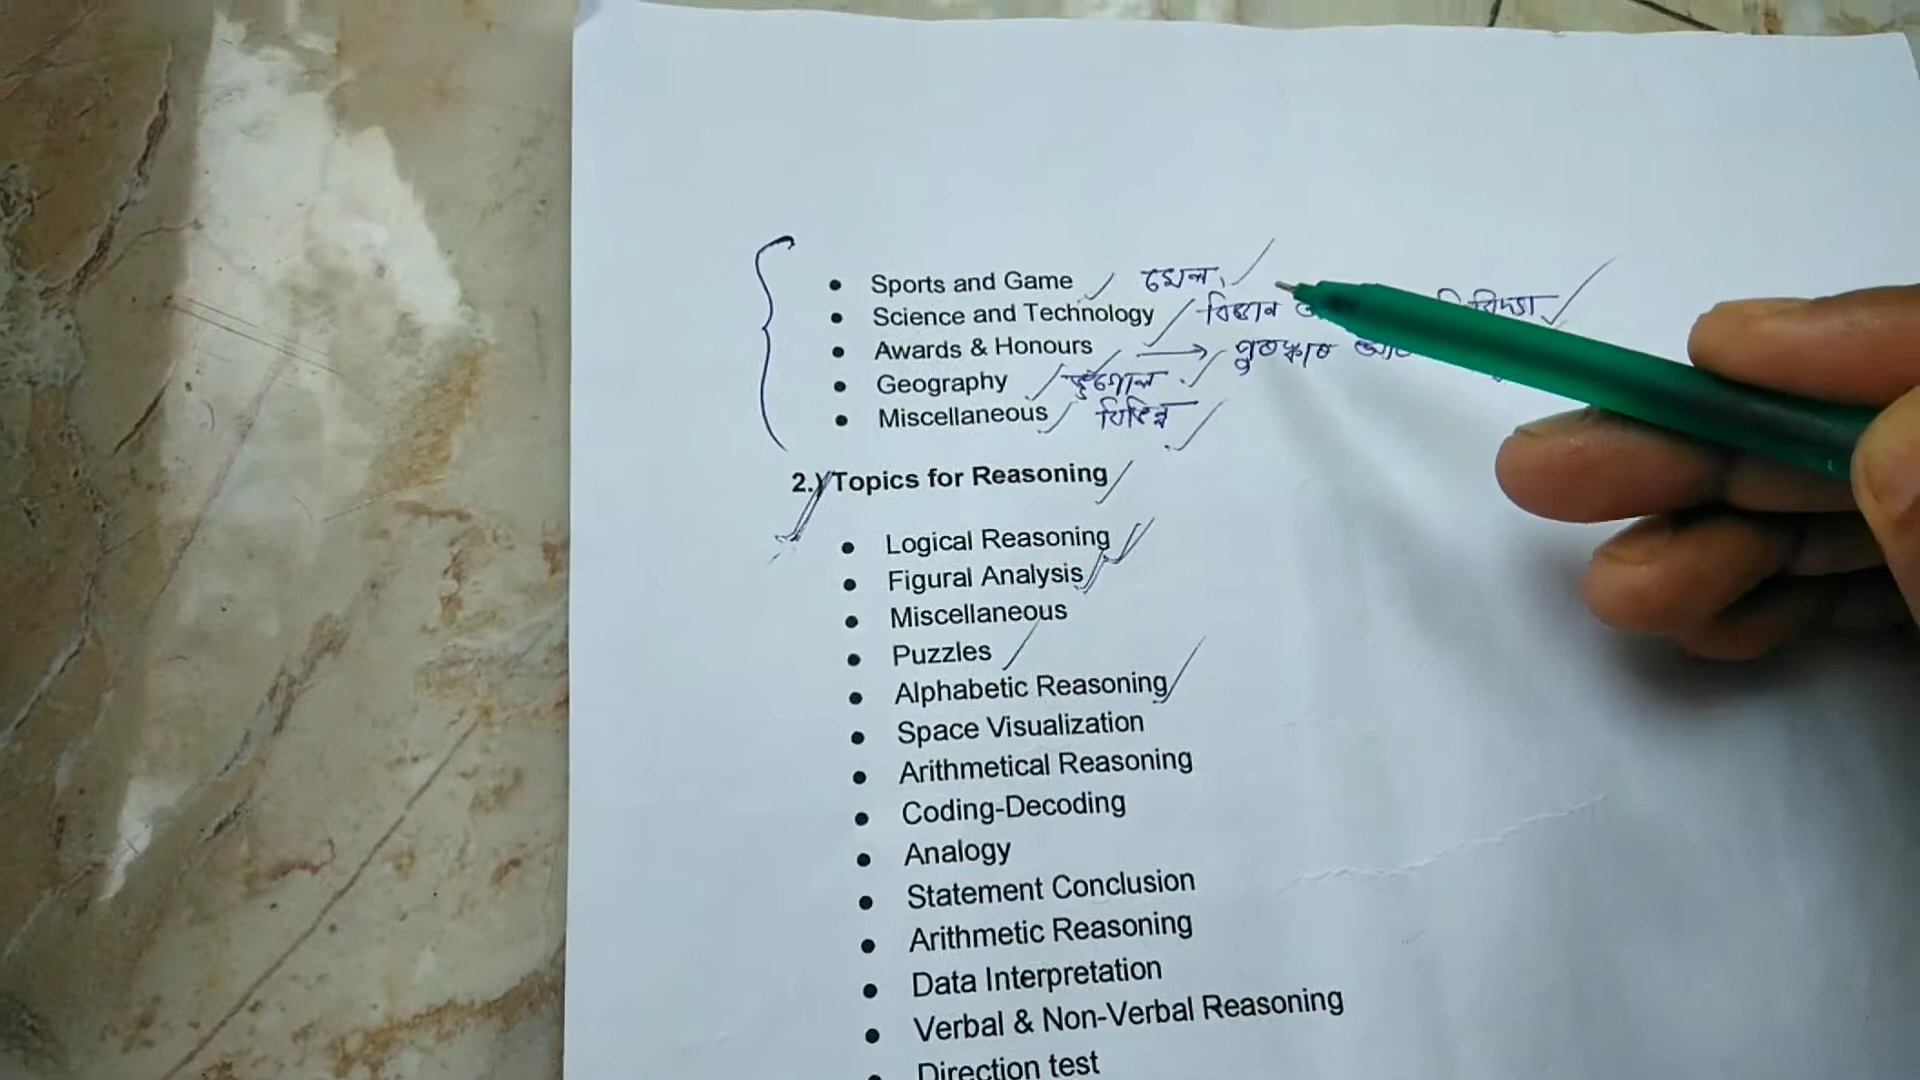 Sports and Game খেল
Science and Technology বিজ্ঞান
Awards & Honours পুৰস্কাৰ
Geography ভূগোল
Miscellaneous বিভিন্ন
2.) Topics for Reasoning
Logical Reasoning
Figural Analysis
Miscellaneous
Puzzles
Alphabetic Reasoning
Space Visualization
Arithmetical Reasoning
Coding-Decoding
Analogy
Statement Conclusion
Arithmetic Reasoning
Data Interpretation
Verbal & Non-Verbal Reasoning
Direction test